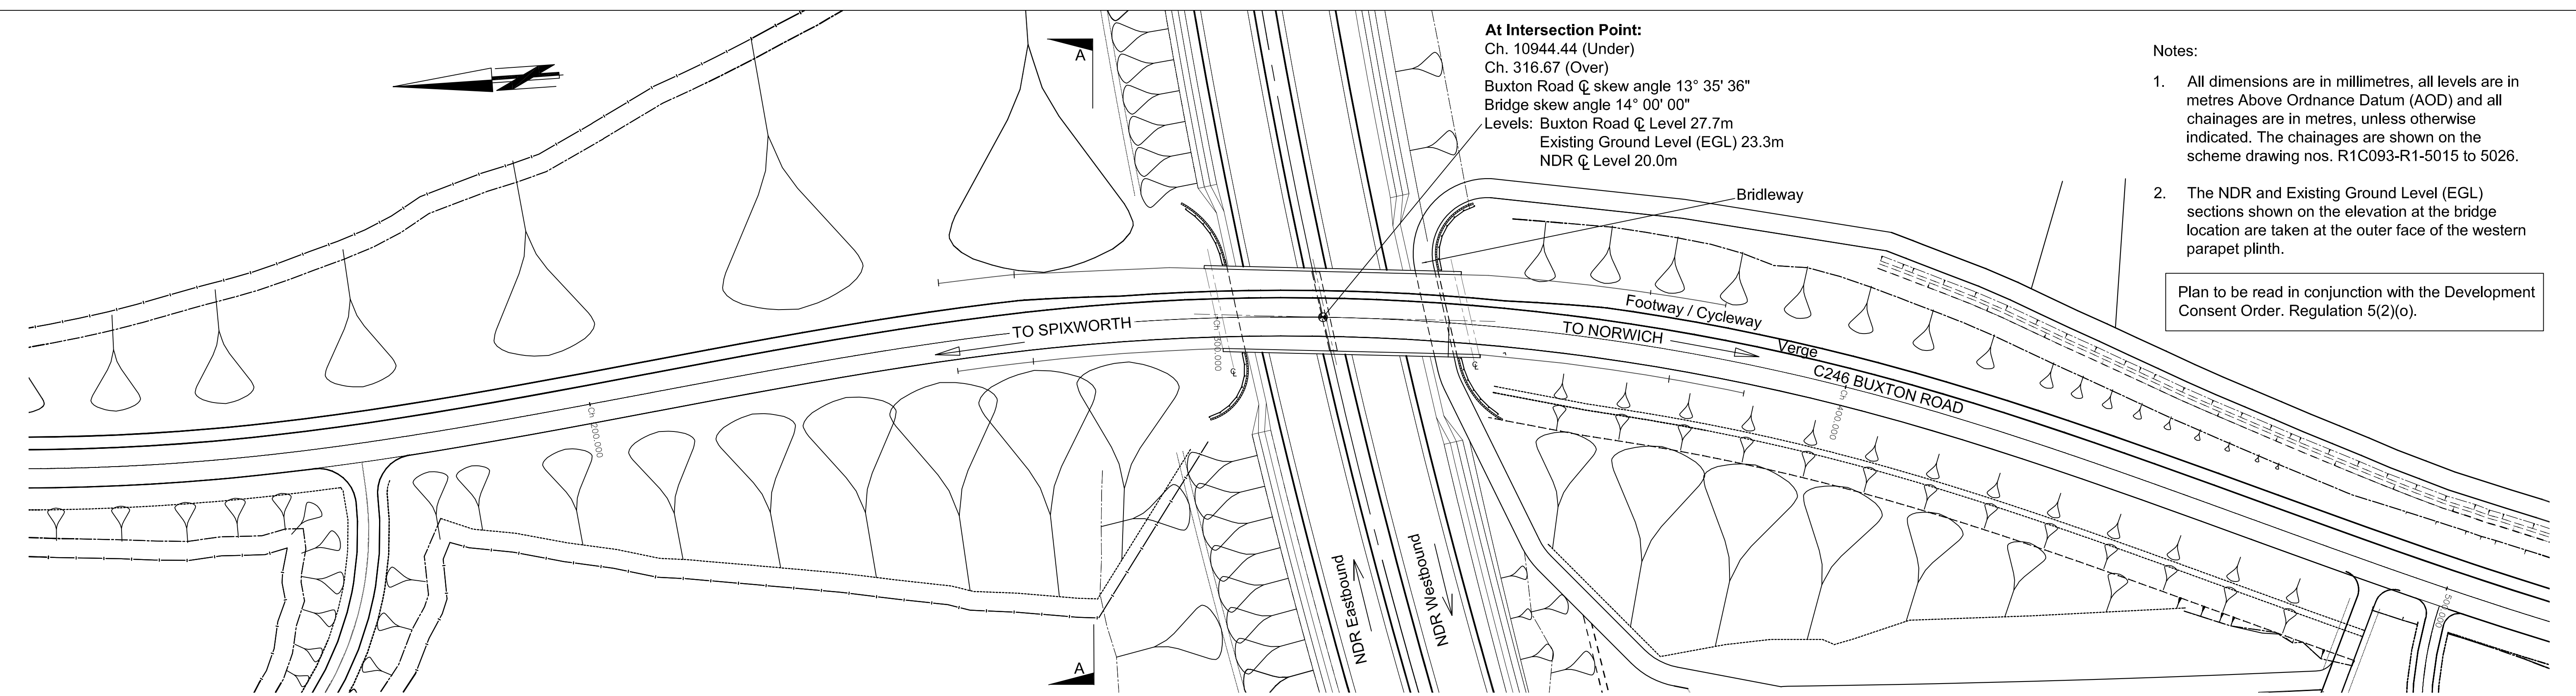 A
At Intersection Point:
Ch. 10944.44 (Under)
Ch. 316.67 (Over)
Buxton Road ℄ skew angle 13° 35' 36"
Bridge skew angle 14° 00' 00"
Levels: Buxton Road ℄ Level 27.7m
Existing Ground Level (EGL) 23.3m
NDR ℄ Level 20.0m
Bridleway
Notes:
1. All dimensions are in millimetres, all levels are in
metres Above Ordnance Datum (AOD) and all
chainages are in metres, unless otherwise
indicated. The chainages are shown on the
scheme drawing nos. R1C093-R1-5015 to 5026.
2. The NDR and Existing Ground Level (EGL)
sections shown on the elevation at the bridge
location are taken at the outer face of the western
parapet plinth.
Plan to be read in conjunction with the Development
Consent Order. Regulation 5(2)(o).
TO SPIXWORTH
Footway / Cycleway
TO NORWICH
Verge
C246 BUXTON ROAD
Ch 200.000
Ch 300.000
℄
℄
Ch 400.000
NDR Eastbound
NDR Westbound
A